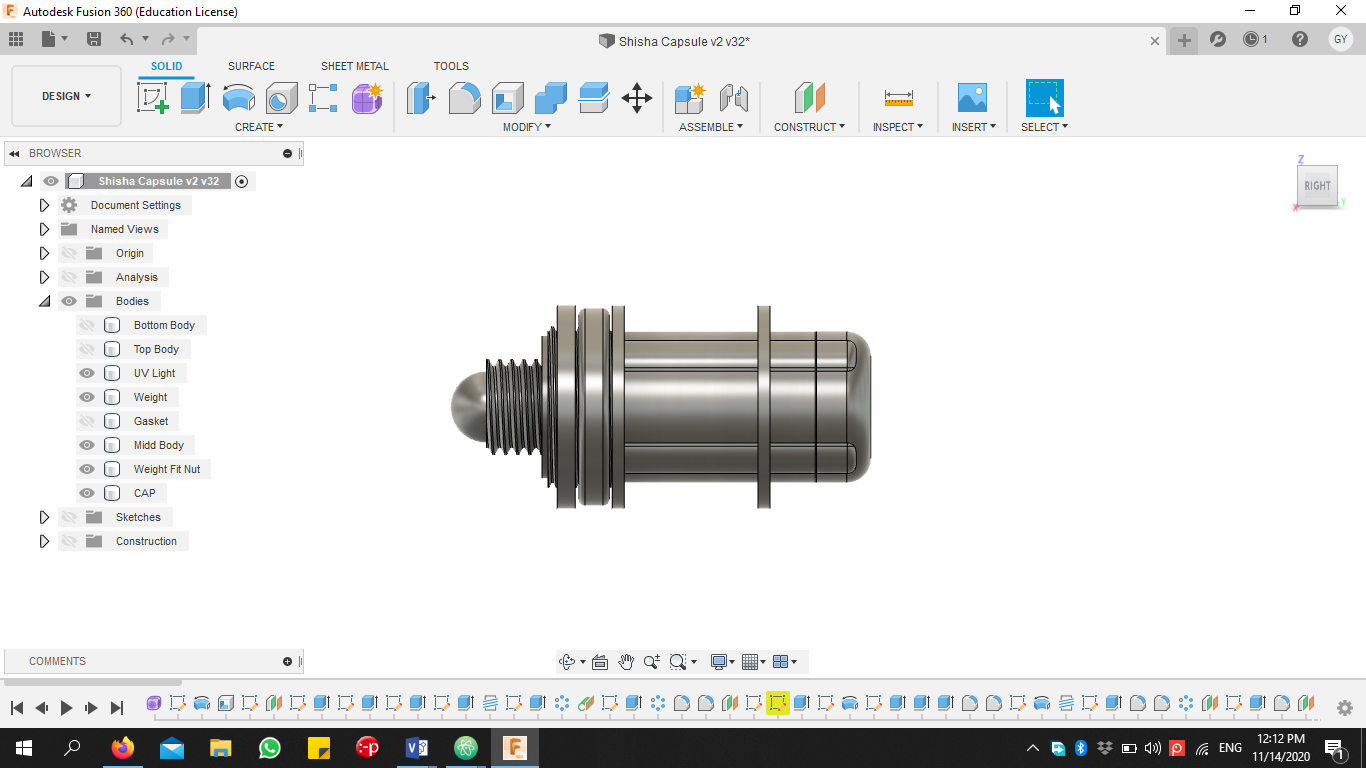 Autodesk Fusion 360 (Education License)
Shisha Capsule v2 v32*
1
GY
SOLID
SURFACE
SHEET METAL
TOOLS
DESIGN
CREATE
MODIFY
ASSEMBLE
CONSTRUCT
INSPECT
INSERT
SELECT
BROWSER
Shisha Capsule v2 v32
Document Settings
Named Views
Origin
Analysis
Bodies
Bottom Body
Top Body
UV Light
Weight
Gasket
Midd Body
Weight Fit Nut
CAP
Sketches
Construction
Z
RIGHT
X
Y
COMMENTS
ENG
12:12 PM
11/14/2020
1